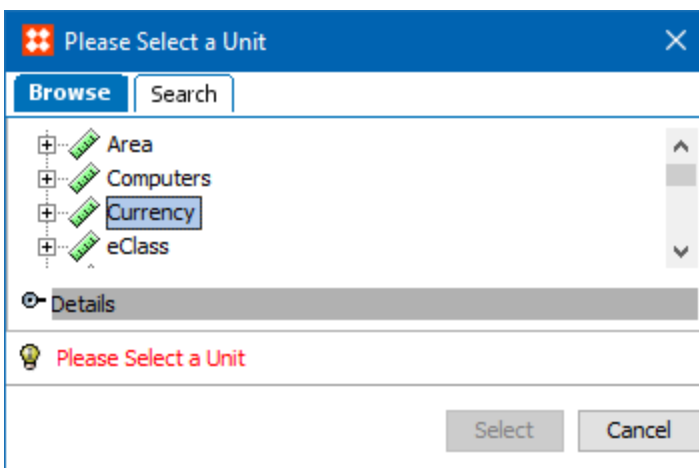 Please Select a Unit
Browse Search
Area
Computers
Currency
eClass
Details
Please Select a Unit
Select Cancel